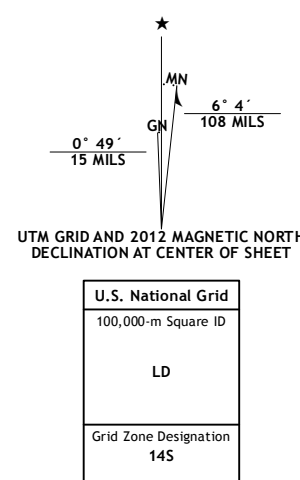 ★
MN
GN
6° 4´
108 MILS
0° 49´
15 MILS
UTM GRID AND 2012 MAGNETIC NORTH
DECLINATION AT CENTER OF SHEET
U.S. National Grid
100,000-m Square ID
LD
Grid Zone Designation
14S